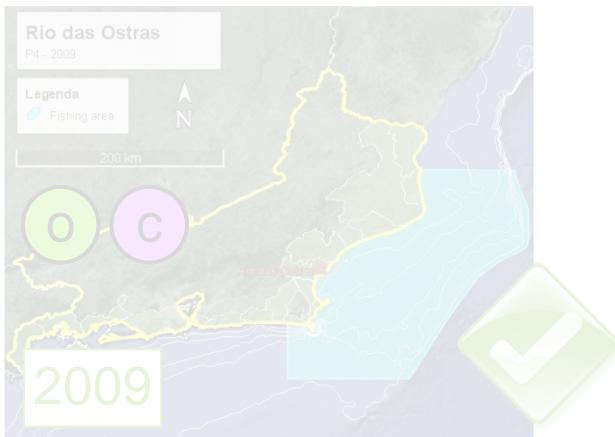 Rio das Ostras
P4 - 2009
Legenda
Fishing area
N
200 km
O
C
2009